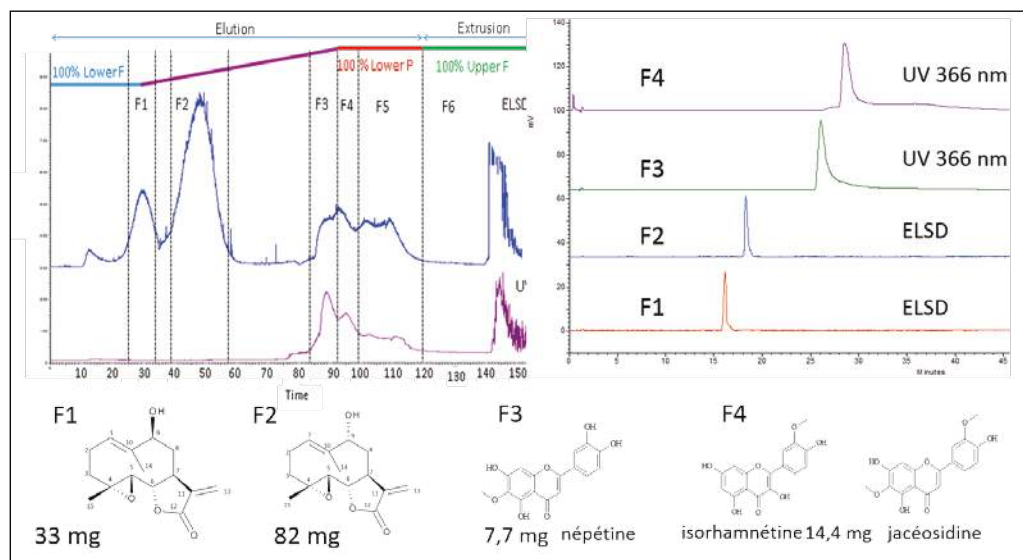 Elution
Extrusion
100% Lower F
100 % Lower P
100% Upper F
F1
F2
F3
F4
F5
F6
ELSD
UV
10 20 30 40 50 60 70 80 90 100 110 120 130 140 150
Time
140
120
100
80
60
40
20
0
mV
F4
UV 366 nm
F3
UV 366 nm
F2
ELSD
F1
ELSD
0 5 10 15 20 25 30 35 40 45
Minutes
F1
33 mg
F2
82 mg
F3
7,7 mg népétine
F4
isorhamnétine 14,4 mg jacéosidine